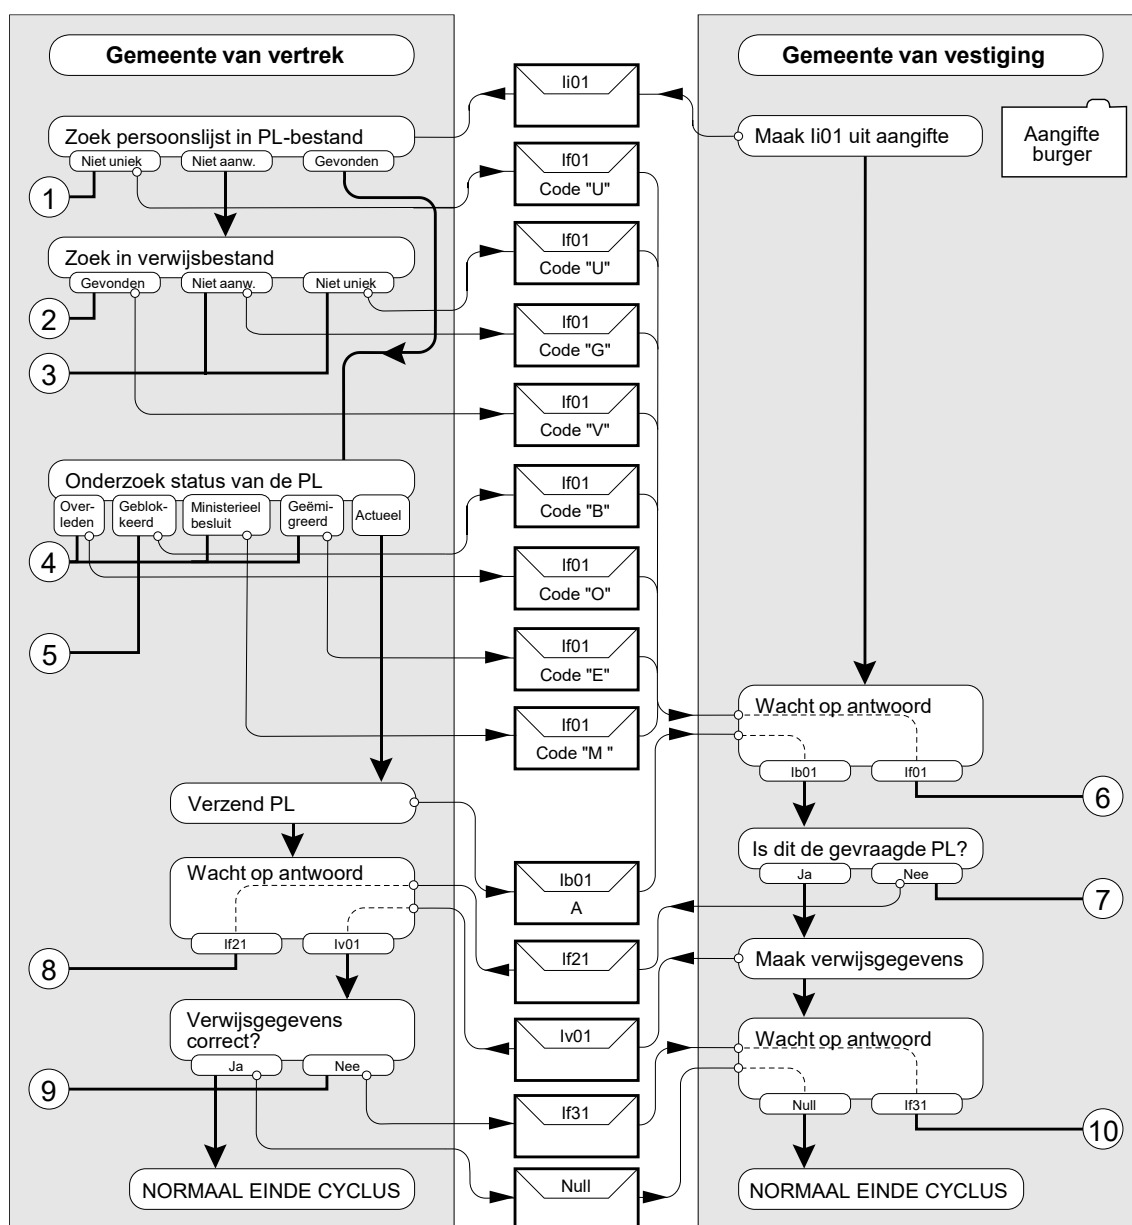 Gemeente van vertrek
Zoek persoonslijst in PL-bestand
Niet uniek
Niet aanw.
Gevonden
1
Zoek in verwijsbestand
Gevonden
Niet aanw.
Niet uniek
2
3
Onderzoek status van de PL
Over-
leden
Geblok-
keerd
Ministerieel
besluit
Geëmi-
greerd
Actueel
4
5
Verzend PL
Wacht op antwoord
If21
Iv01
8
Verwijsgegevens
correct?
Ja
Nee
9
NORMAAL EINDE CYCLUS
Ii01
If01
Code "U"
If01
Code "U"
If01
Code "G"
If01
Code "V"
If01
Code "B"
If01
Code "O"
If01
Code "E"
If01
Code "M "
Ib01
A
If21
Iv01
If31
Null
Gemeente van vestiging
Maak Ii01 uit aangifte
Aangifte
burger
Wacht op antwoord
Ib01
If01
6
Is dit de gevraagde PL?
Ja
Nee
7
Maak verwijsgegevens
Wacht op antwoord
Null
If31
10
NORMAAL EINDE CYCLUS